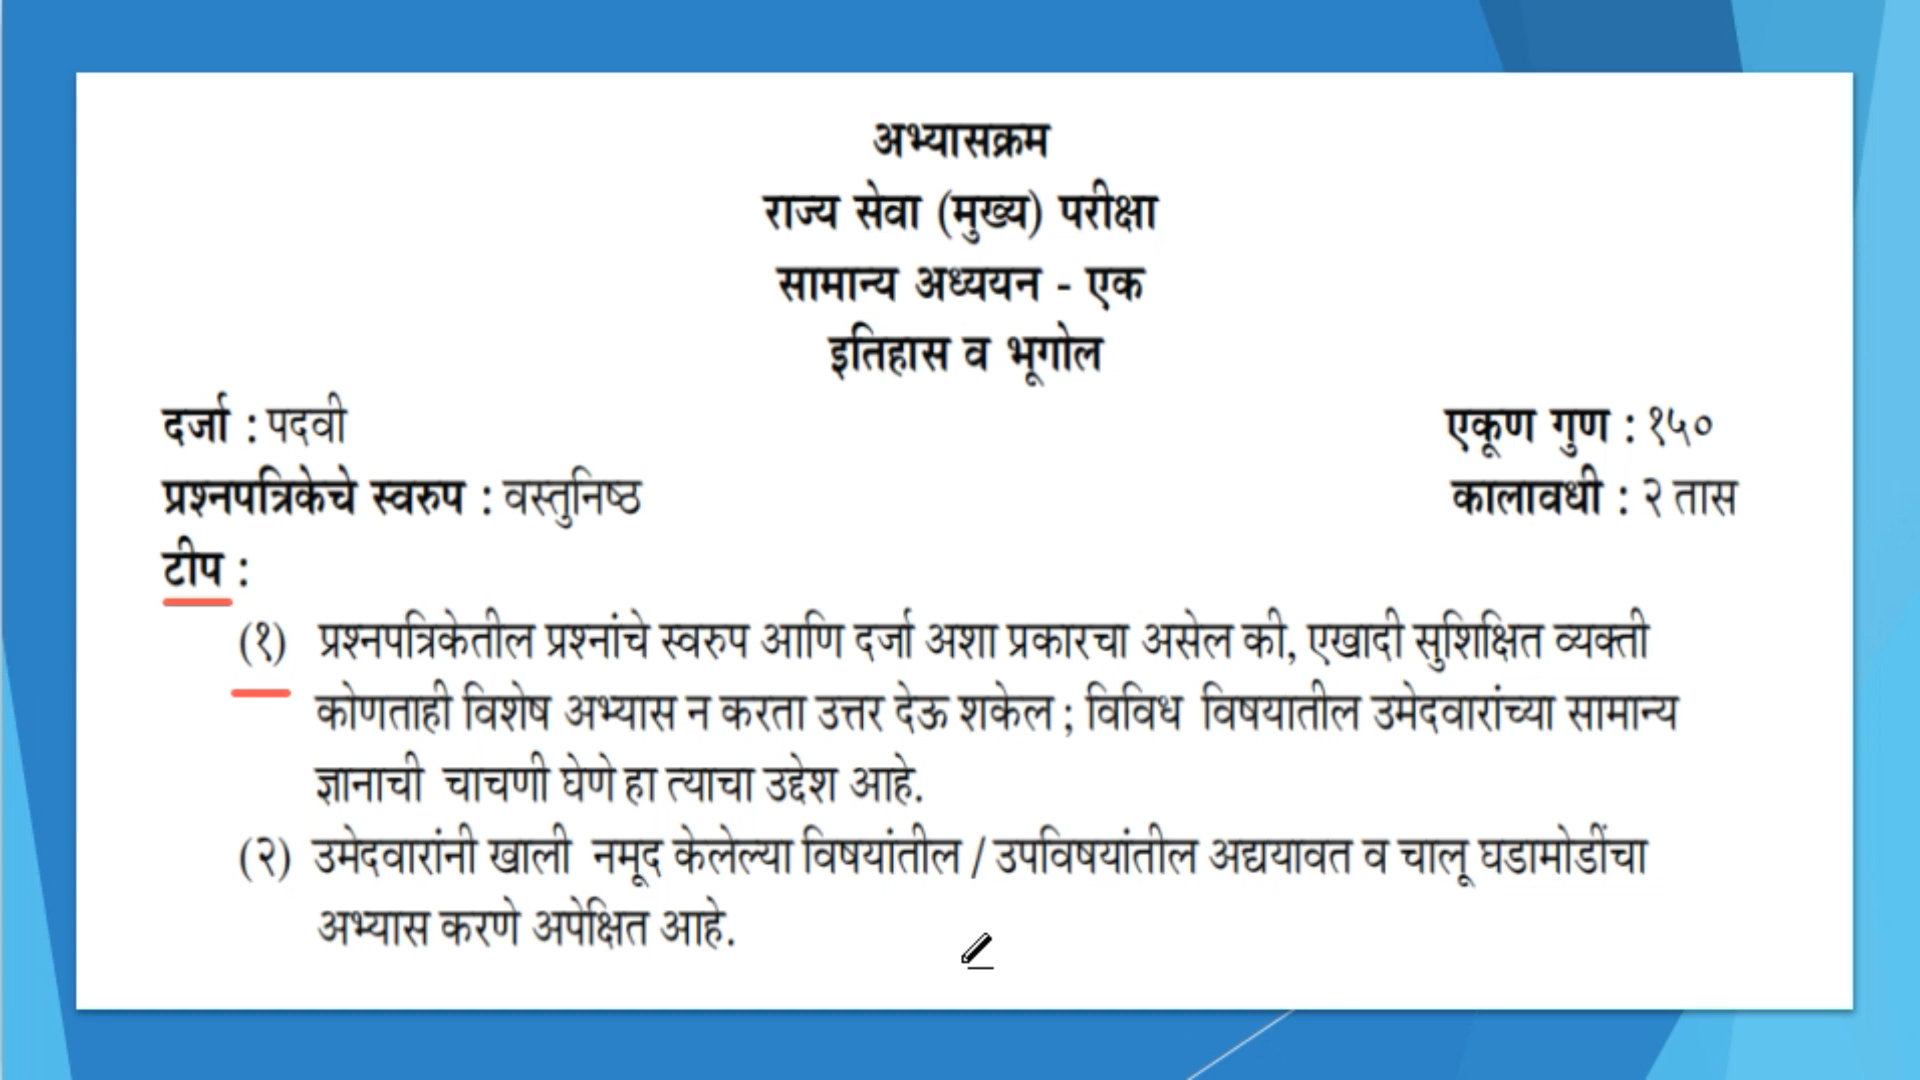 अभ्यासक्रम
राज्य सेवा (मुख्य) परीक्षा
सामान्य अध्ययन - एक
इतिहास व भूगोल
दर्जा : पदवी एकूण गुण : १५०
प्रश्नपत्रिकेचे स्वरुप : वस्तुनिष्ठ कालावधी : २ तास
टीप :
(१) प्रश्नपत्रिकेतील प्रश्नांचे स्वरुप आणि दर्जा अशा प्रकारचा असेल की, एखादी सुशिक्षित व्यक्ती
कोणताही विशेष अभ्यास न करता उत्तर देऊ शकेल ; विविध विषयातील उमेदवारांच्या सामान्य
ज्ञानाची चाचणी घेणे हा त्याचा उद्देश आहे.
(२) उमेदवारांनी खाली नमूद केलेल्या विषयांतील / उपविषयांतील अद्ययावत व चालू घडामोडींचा
अभ्यास करणे अपेक्षित आहे.